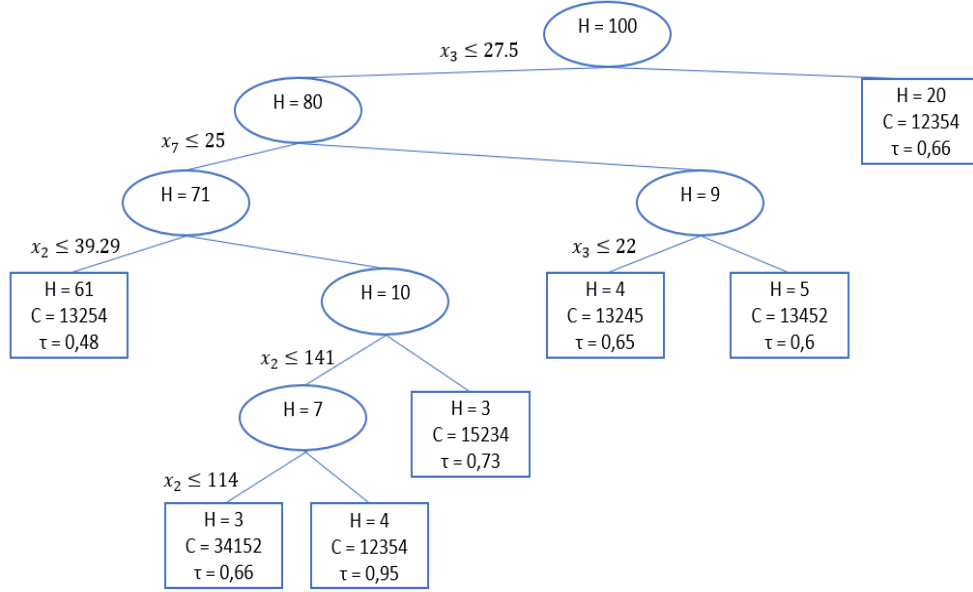 H = 100
x₃ ≤ 27.5
H = 80
H = 20
C = 12354
τ = 0,66
x₇ ≤ 25
H = 71
H = 9
x₂ ≤ 39.29
x₃ ≤ 22
H = 61
C = 13254
τ = 0,48
H = 10
H = 4
C = 13245
τ = 0,65
H = 5
C = 13452
τ = 0,6
x₂ ≤ 141
H = 7
H = 3
C = 15234
τ = 0,73
x₂ ≤ 114
H = 3
C = 34152
τ = 0,66
H = 4
C = 12354
τ = 0,95